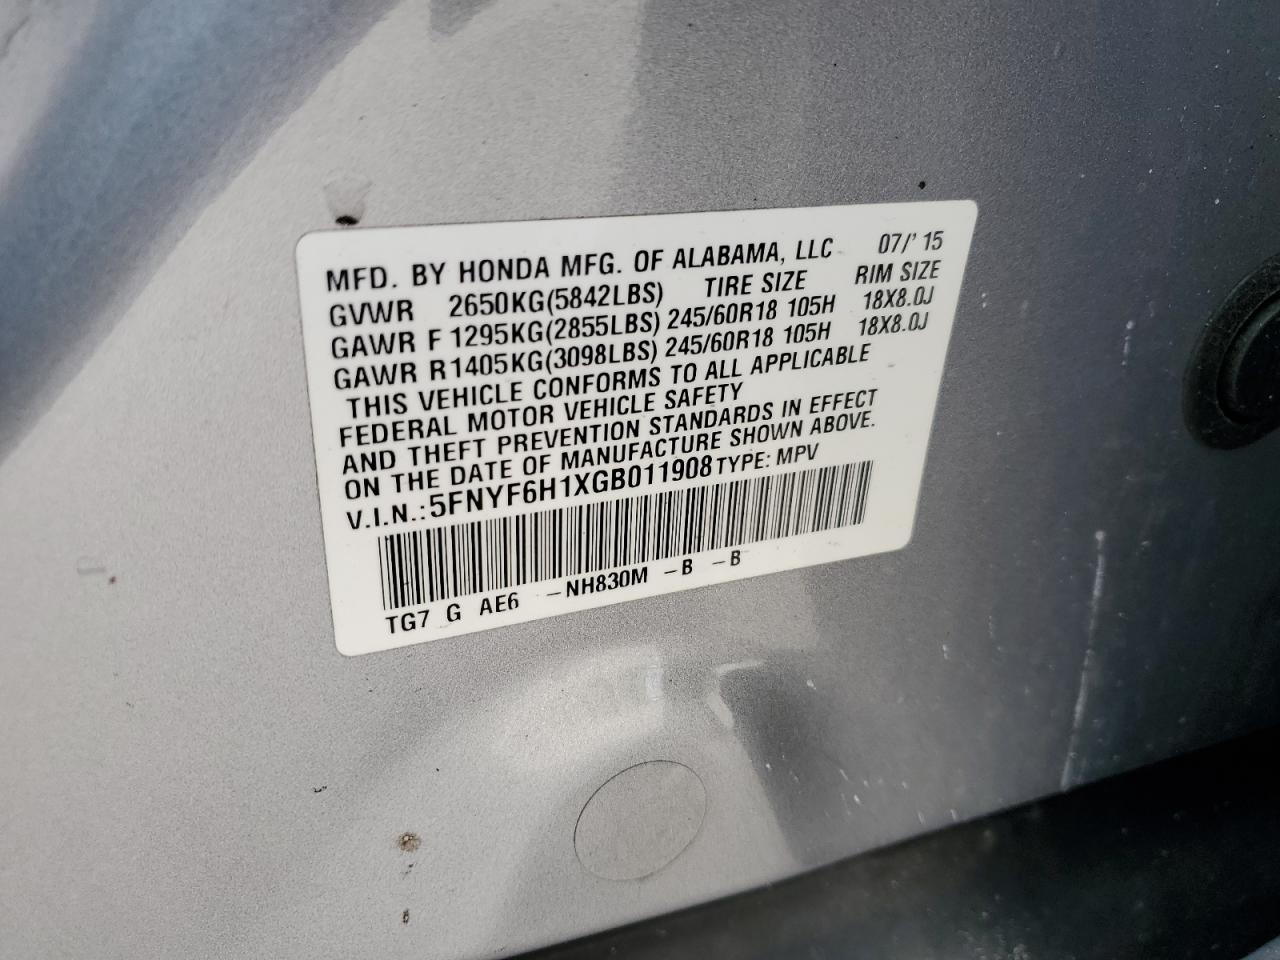 MFD. BY HONDA MFG. OF ALABAMA, LLC 07/'15
GVWR 2650KG(5842LBS) TIRE SIZE RIM SIZE
GAWR F 1295KG(2855LBS) 245/60R18 105H 18X8.0J
GAWR R1405KG(3098LBS) 245/60R18 105H 18X8.0J
THIS VEHICLE CONFORMS TO ALL APPLICABLE
FEDERAL MOTOR VEHICLE SAFETY
AND THEFT PREVENTION STANDARDS IN EFFECT
ON THE DATE OF MANUFACTURE SHOWN ABOVE.
V.I.N.:5FNYF6H1XGB011908 TYPE: MPV
TG7 G AE6 -NH830M -B -B